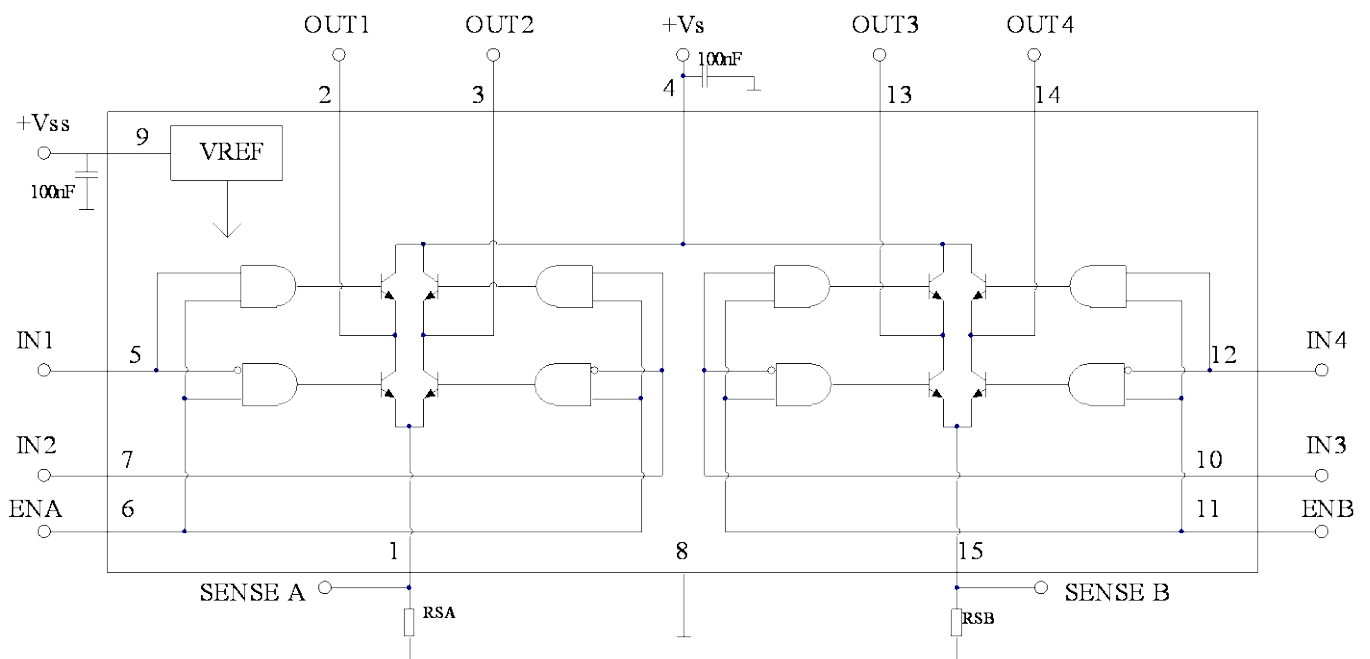 OUT1 OUT2 +Vs OUT3 OUT4
100nF
2 3 4 13 14
+Vss 9 VREF
100nF
IN1 5 12 IN4
IN2 7 10 IN3
ENA 6 11 ENB
1 8 15
SENSE A SENSE B
RSA RSB